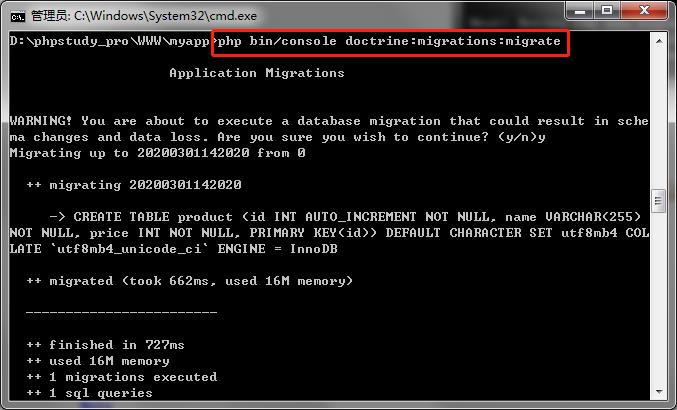 管理员: C:\Windows\System32\cmd.exe
D:\phpstudy_pro\WWW\myapp>php bin/console doctrine:migrations:migrate
Application Migrations
WARNING! You are about to execute a database migration that could result in sche
ma changes and data loss. Are you sure you wish to continue? (y/n)y
Migrating up to 20200301142020 from 0
++ migrating 20200301142020
-> CREATE TABLE product (id INT AUTO_INCREMENT NOT NULL, name VARCHAR(255)
NOT NULL, price INT NOT NULL, PRIMARY KEY(id)) DEFAULT CHARACTER SET utf8mb4 COL
LATE `utf8mb4_unicode_ci` ENGINE = InnoDB
++ migrated (took 662ms, used 16M memory)
------------------------
++ finished in 727ms
++ used 16M memory
++ 1 migrations executed
++ 1 sql queries